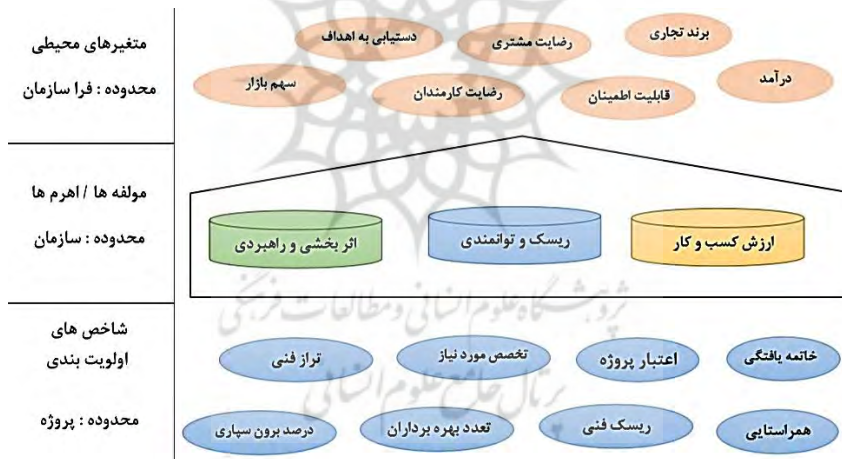 متغیرهای محیطی
محدوده : فرا سازمان
برند تجاری
رضایت مشتری
دستیابی به اهداف
درآمد
قابلیت اطمینان
رضایت کارمندان
سهم بازار
مولفه ها / اهرم ها
محدوده : سازمان
ارزش کسب و کار
ریسک و توانمندی
اثر بخشی و راهبردی
شاخص های
اولویت بندی
محدوده : پروژه
خاتمه یافتگی
اعتبار پروژه
تخصص مورد نیاز
تراز فنی
همراستایی
ریسک فنی
تعدد بهره برداران
درصد برون سپاری
پژوهشگاه علوم انسانی و مطالعات فرهنگی
پرتال جامع علوم انسانی